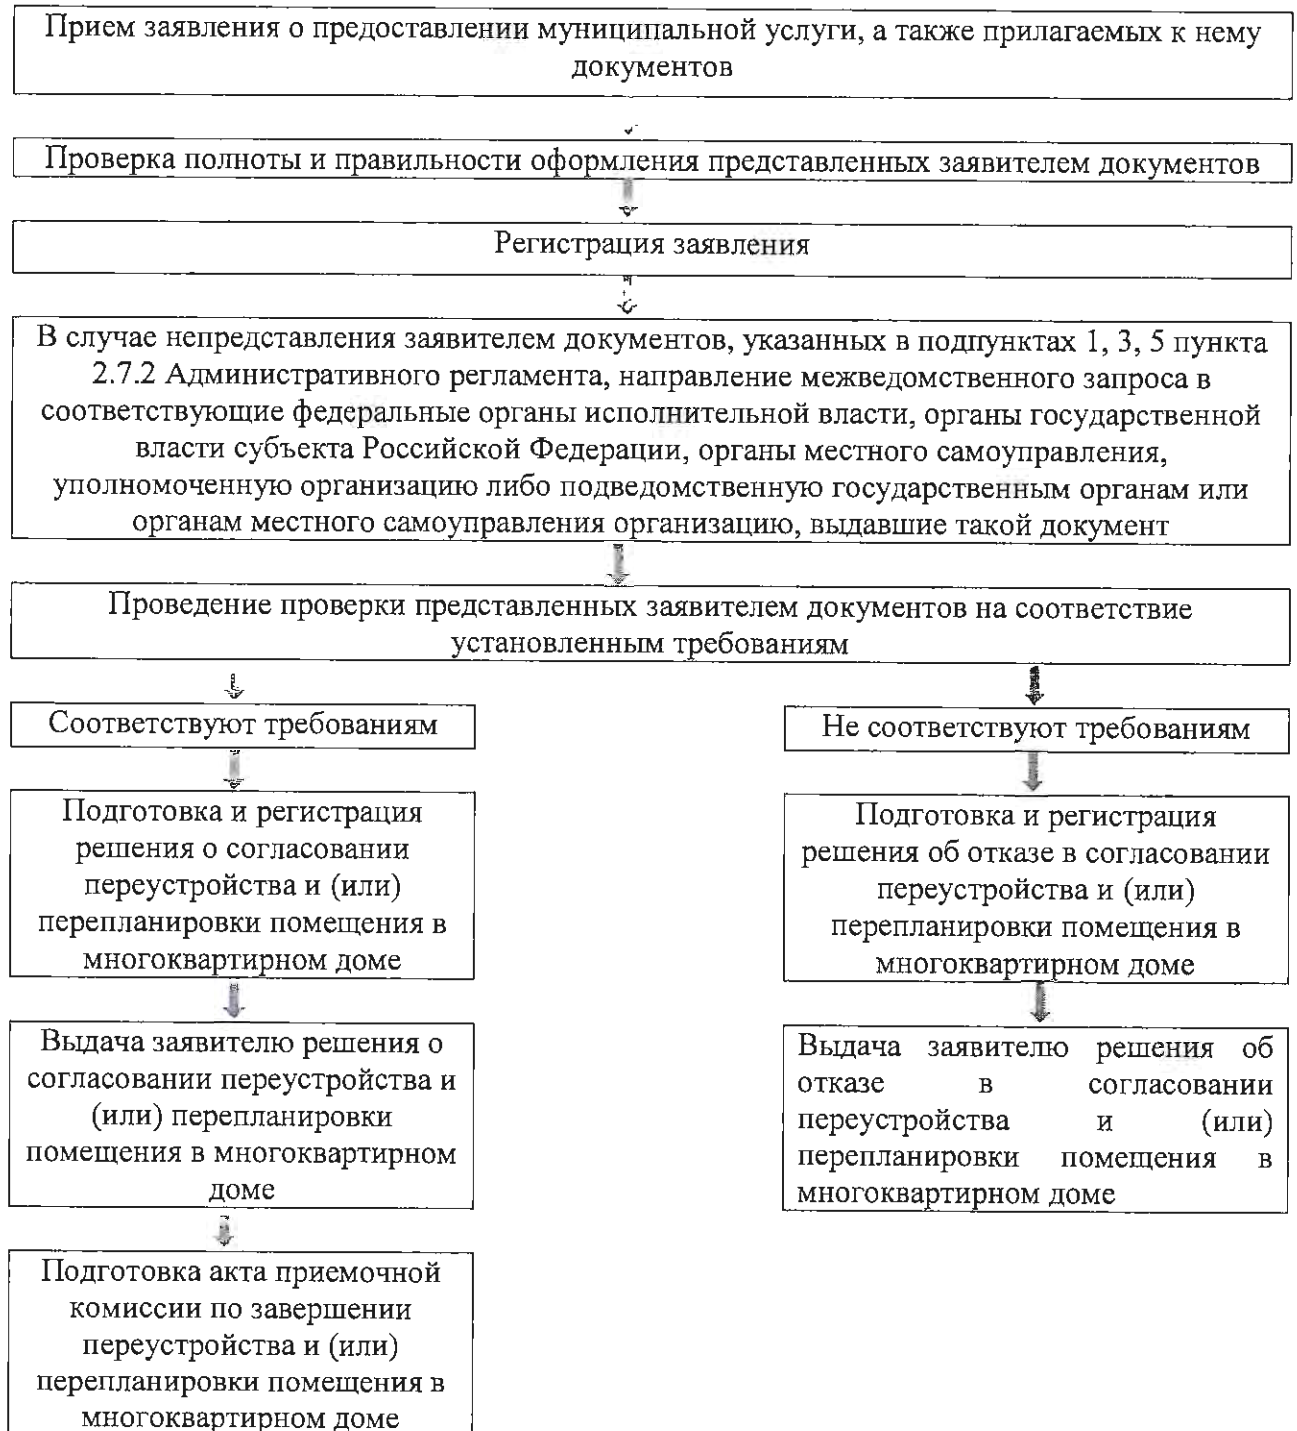 Прием заявления о предоставлении муниципальной услуги, а также прилагаемых к нему
документов
Проверка полноты и правильности оформления представленных заявителем документов
Регистрация заявления
В случае непредставления заявителем документов, указанных в подпунктах 1, 3, 5 пункта
2.7.2 Административного регламента, направление межведомственного запроса в
соответствующие федеральные органы исполнительной власти, органы государственной
власти субъекта Российской Федерации, органы местного самоуправления,
уполномоченную организацию либо подведомственную государственным органам или
органам местного самоуправления организацию, выдавшие такой документ
Проведение проверки представленных заявителем документов на соответствие
установленным требованиям
Соответствуют требованиям
Подготовка и регистрация
решения о согласовании
переустройства и (или)
перепланировки помещения в
многоквартирном доме
Выдача заявителю решения о
согласовании переустройства и
(или) перепланировки
помещения в многоквартирном
доме
Подготовка акта приемочной
комиссии по завершении
переустройства и (или)
перепланировки помещения в
многоквартирном доме
Не соответствуют требованиям
Подготовка и регистрация
решения об отказе в согласовании
переустройства и (или)
перепланировки помещения в
многоквартирном доме
Выдача заявителю решения об
отказе в согласовании
переустройства и (или)
перепланировки помещения в
многоквартирном доме